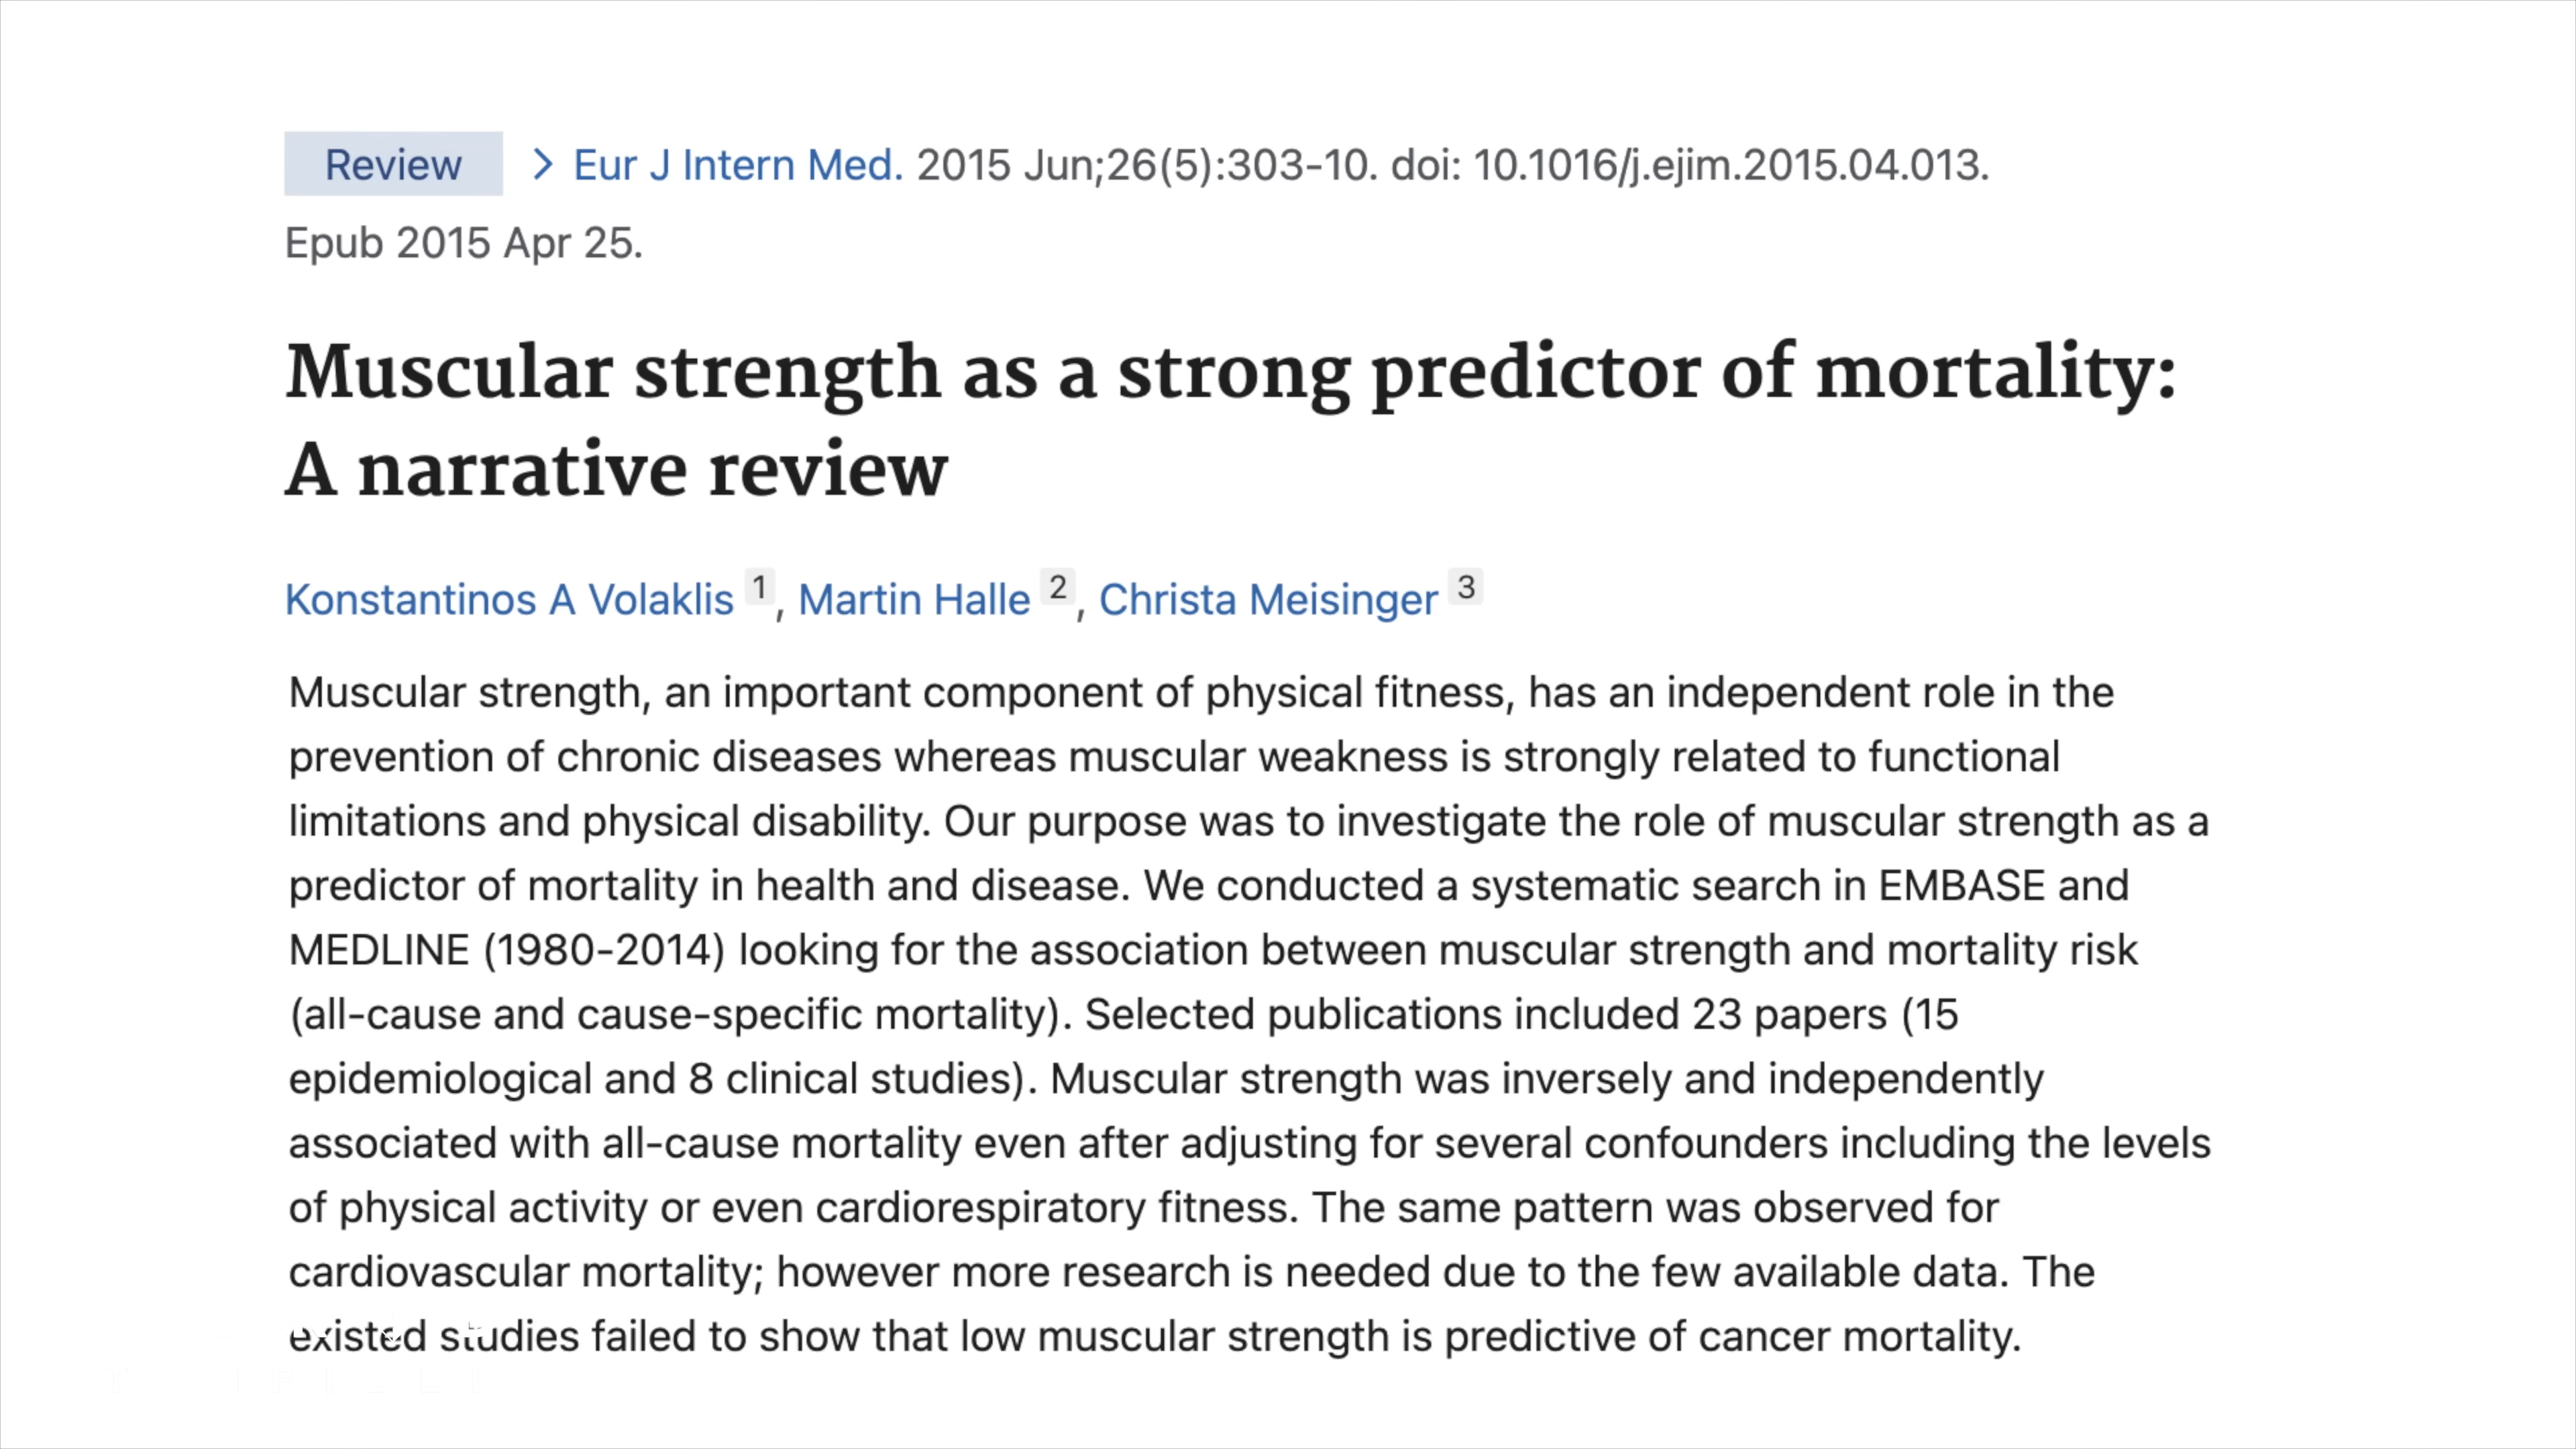 Review > Eur J Intern Med. 2015 Jun;26(5):303-10. doi: 10.1016/j.ejim.2015.04.013.
Epub 2015 Apr 25.
Muscular strength as a strong predictor of mortality:
A narrative review
Konstantinos A Volaklis 1, Martin Halle 2, Christa Meisinger 3
Muscular strength, an important component of physical fitness, has an independent role in the
prevention of chronic diseases whereas muscular weakness is strongly related to functional
limitations and physical disability. Our purpose was to investigate the role of muscular strength as a
predictor of mortality in health and disease. We conducted a systematic search in EMBASE and
MEDLINE (1980-2014) looking for the association between muscular strength and mortality risk
(all-cause and cause-specific mortality). Selected publications included 23 papers (15
epidemiological and 8 clinical studies). Muscular strength was inversely and independently
associated with all-cause mortality even after adjusting for several confounders including the levels
of physical activity or even cardiorespiratory fitness. The same pattern was observed for
cardiovascular mortality; however more research is needed due to the few available data. The
existed studies failed to show that low muscular strength is predictive of cancer mortality.